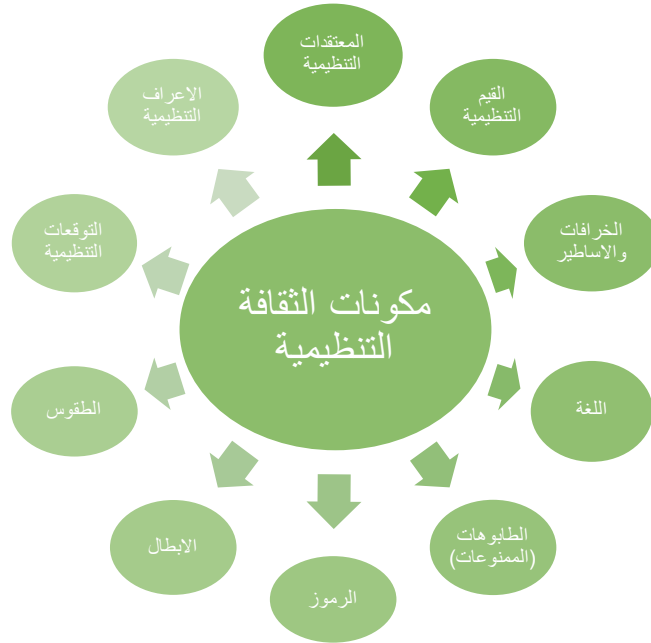 مكونات الثقافة
التنظيمية
المعتقدات
التنظيمية
القيم
التنظيمية
الخرافات
والاساطير
اللغة
الطابوهات
(الممنوعات)
الرموز
الابطال
الطقوس
التوقعات
التنظيمية
الاعراف
التنظيمية